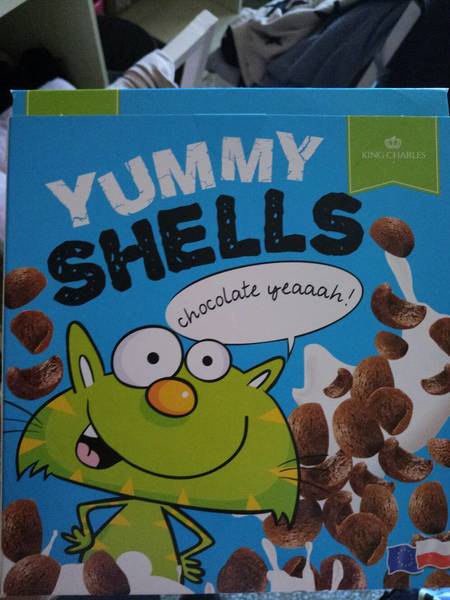 KING CHARLES
YUMMY
SHELLS
chocolate yeaaah!